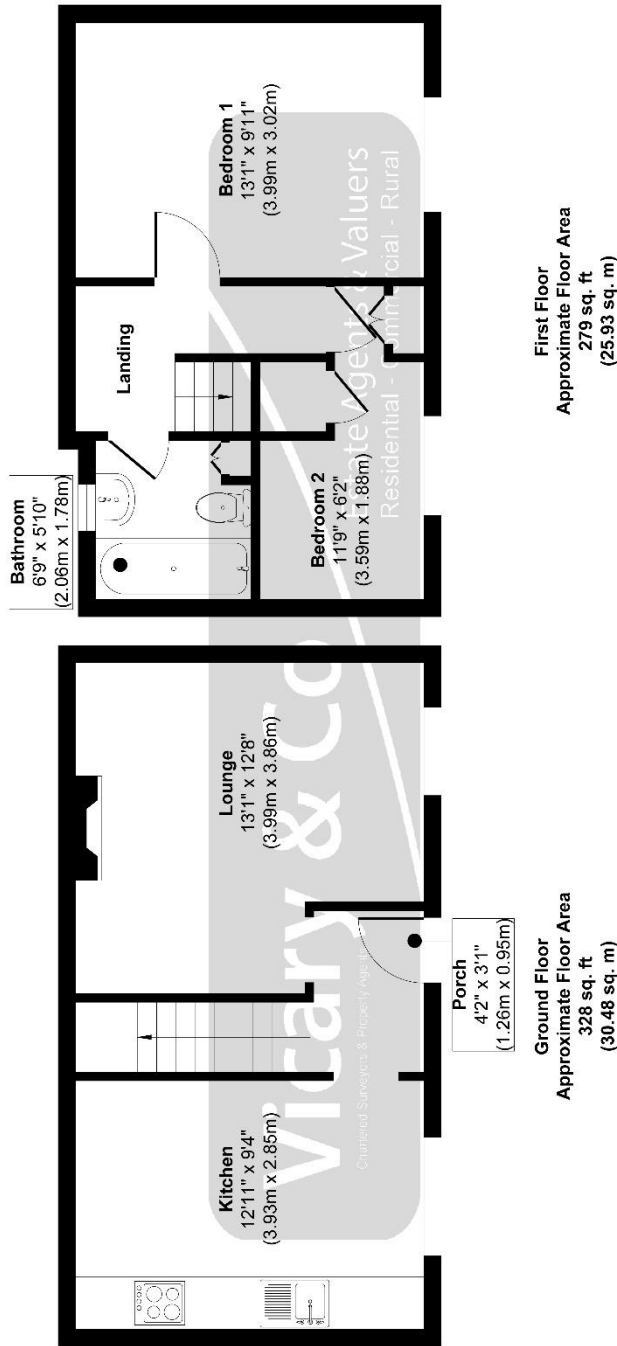 Kitchen
12'11" x 9'4"
(3.93m x 2.85m)
Lounge
13'1" x 12'8"
(3.99m x 3.86m)
Porch
4'2" x 3'1"
(1.26m x 0.95m)
Ground Floor
Approximate Floor Area
328 sq. ft
(30.48 sq. m)
Bathroom
6'9" x 5'10"
(2.06m x 1.78m)
Landing
Bedroom 1
13'1" x 9'11"
(3.99m x 3.02m)
Bedroom 2
11'9" x 6'2"
(3.59m x 1.88m)
First Floor
Approximate Floor Area
279 sq. ft
(25.93 sq. m)
Vicary & Co
Chartered Surveyors & Property Agents
Estate Agents & Valuers
Residential - Commercial - Rural